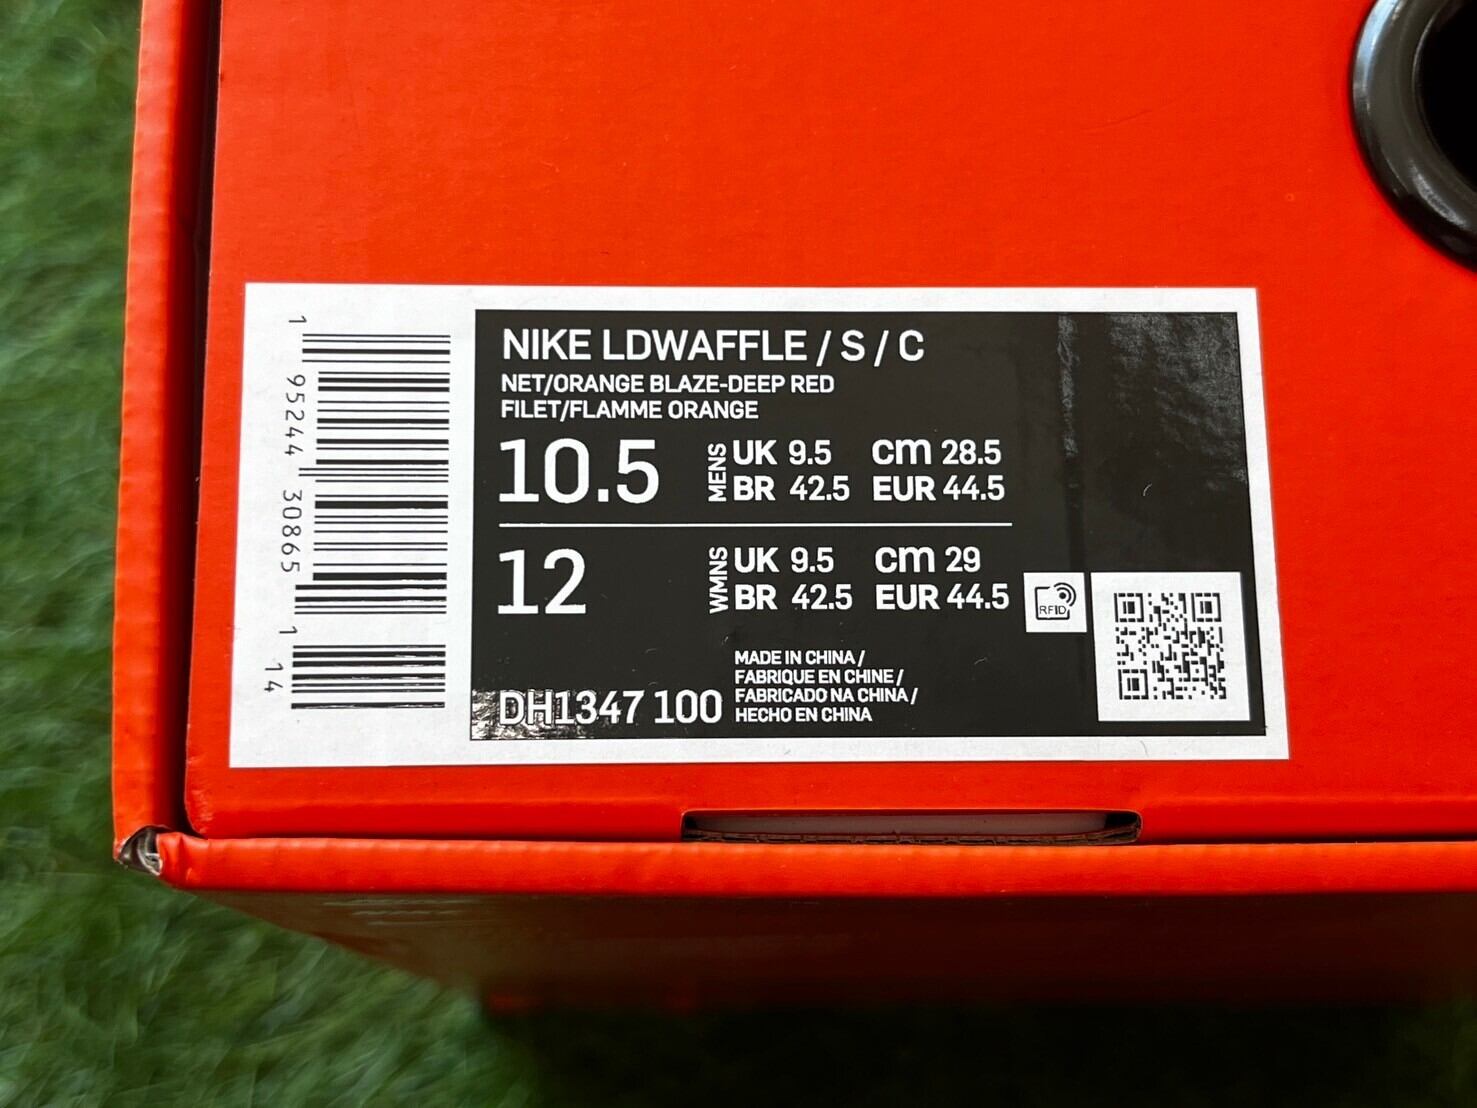 1 95244 30865 1 14
NIKE LDWAFFLE / S / C
NET/ORANGE BLAZE-DEEP RED
FILET/FLAMME ORANGE
10.5 MENS UK 9.5 cm 28.5
BR 42.5 EUR 44.5
12 WMNS UK 9.5 cm 29
BR 42.5 EUR 44.5
RFID
MADE IN CHINA /
FABRIQUE EN CHINE /
FABRICADO NA CHINA /
HECHO EN CHINA
DH1347 100